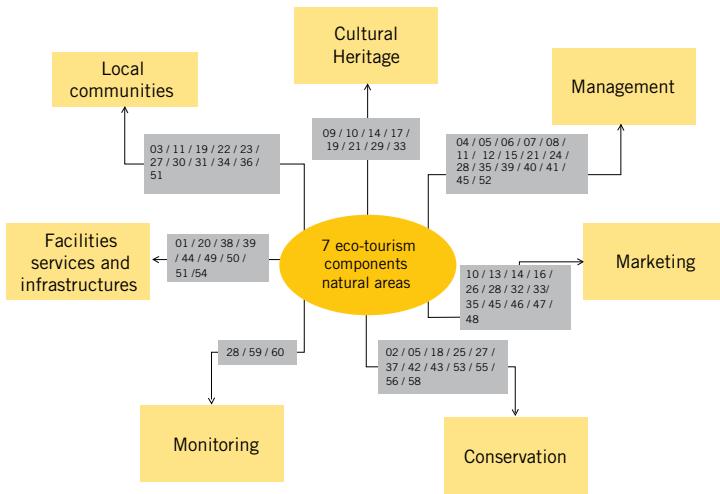 Cultural
Heritage
Local
communities
Management
03 / 11 / 19 / 22 / 23 /
27 / 30 / 31 / 34 / 36 /
51
09 / 10 / 14 / 17 /
19 / 21 / 29 / 33
04 / 05 / 06 / 07 / 08 /
11 / 12 / 15 / 21 / 24 /
28 / 35 / 39 / 40 / 41 /
45 / 52
Facilities
services and
infrastructures
01 / 20 / 38 / 39
/ 44 / 49 / 50 /
51 /54
7 eco-tourism
components
natural areas
10 / 13 / 14 / 16 /
26 / 28 / 32 / 33/
35 / 45 / 46 / 47 /
48
Marketing
28 / 59 / 60
02 / 05 / 18 / 25 / 27 /
37 / 42 / 43 / 53 / 55 /
56 / 58
Monitoring
Conservation